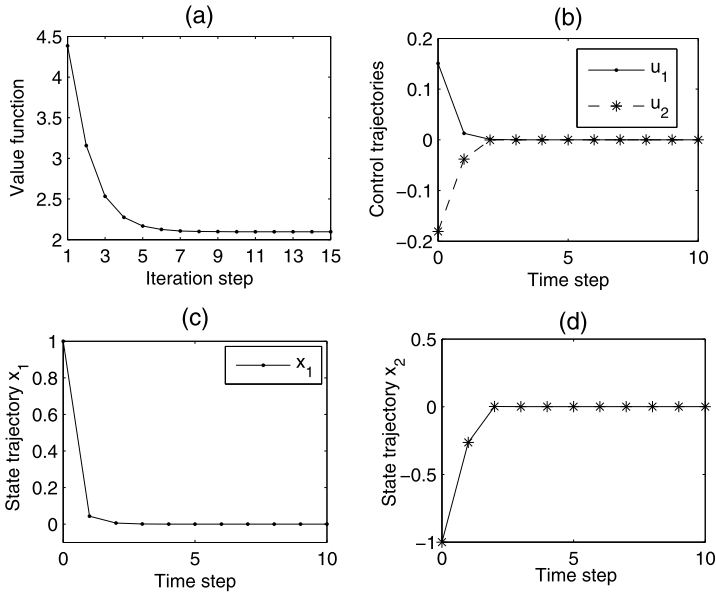 (a)
Value function
4.5
4
3.5
3
2.5
2
1 3 5 7 9 11 13 15
Iteration step
(b)
Control trajectories
0.2
0.1
0
−0.1
−0.2
u1
u2
0 5 10
Time step
(c)
State trajectory x1
1
0.8
0.6
0.4
0.2
0
x1
0 5 10
Time step
(d)
State trajectory x2
0.5
0
−0.5
−1
0 5 10
Time step